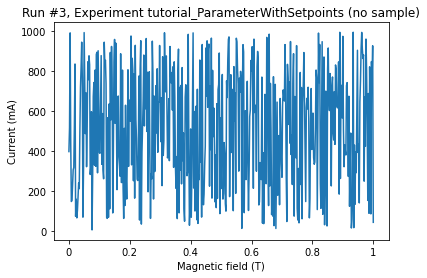 Run #3, Experiment tutorial_ParameterWithSetpoints (no sample)
1000
800
600
400
200
0
Current (mA)
0 0.2 0.4 0.6 0.8 1
Magnetic field (T)